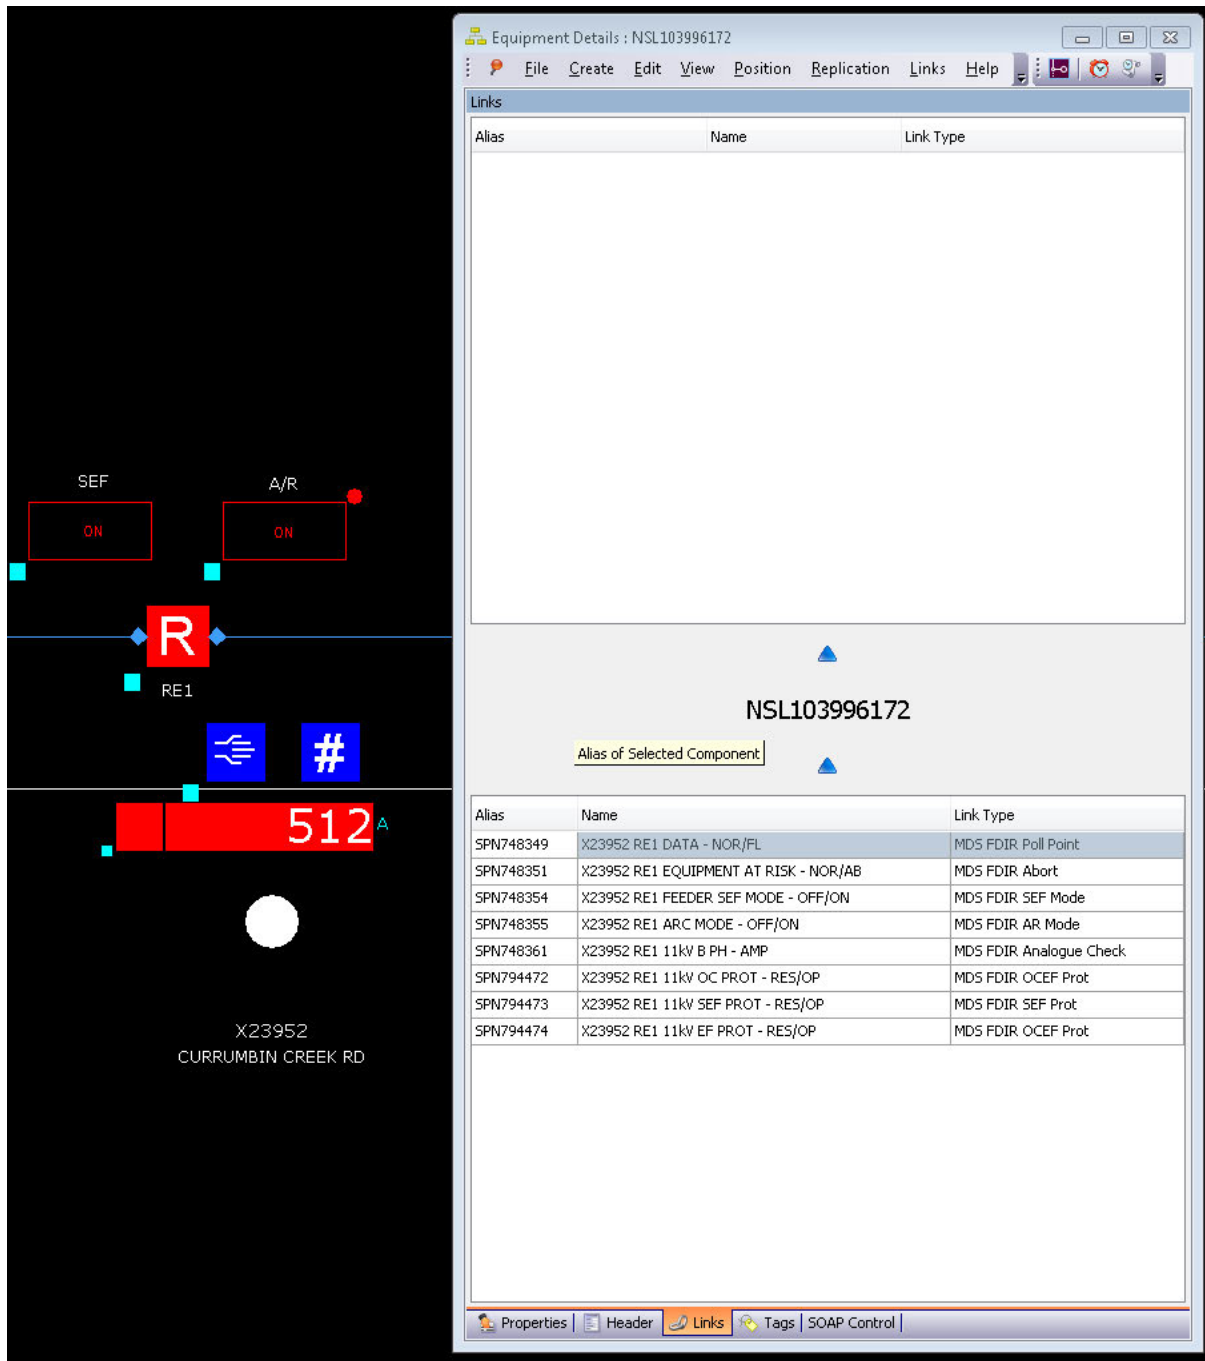 Equipment Details : NSL103996172
File Create Edit View Position Replication Links Help
Links
Alias Name Link Type
SEF A/R
ON ON
R
RE1
NSL103996172
Alias of Selected Component
#
512 A
Alias Name Link Type
SPN748349 X23952 RE1 DATA - NOR/FL MDS FDIR Poll Point
SPN748351 X23952 RE1 EQUIPMENT AT RISK - NOR/AB MDS FDIR Abort
SPN748354 X23952 RE1 FEEDER SEF MODE - OFF/ON MDS FDIR SEF Mode
SPN748355 X23952 RE1 ARC MODE - OFF/ON MDS FDIR AR Mode
SPN748361 X23952 RE1 11kV B PH - AMP MDS FDIR Analogue Check
SPN794472 X23952 RE1 11kV OC PROT - RES/OP MDS FDIR OCEF Prot
SPN794473 X23952 RE1 11kV SEF PROT - RES/OP MDS FDIR SEF Prot
SPN794474 X23952 RE1 11kV EF PROT - RES/OP MDS FDIR OCEF Prot
X23952
CURRUMBIN CREEK RD
Properties Header Links Tags SOAP Control